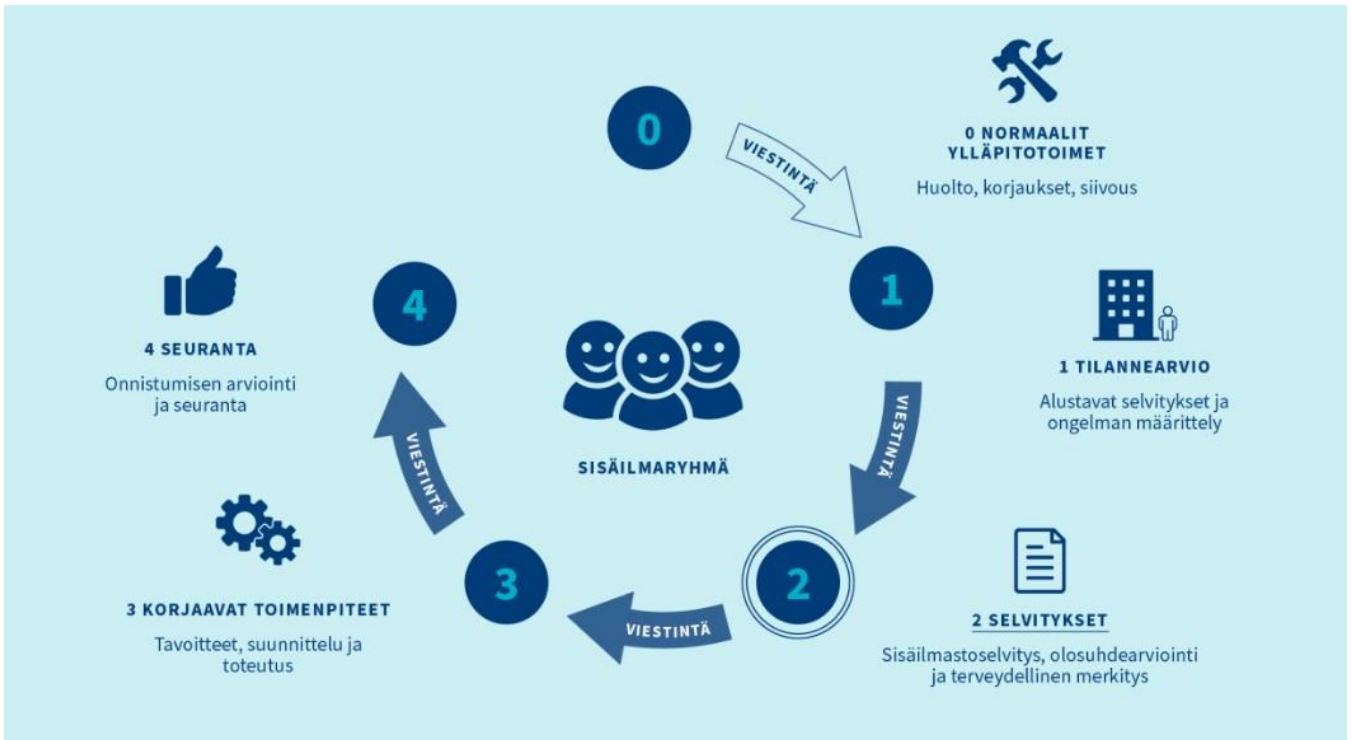 0
VIESTINTÄ
0 NORMAALIT
YLLÄPITOTOIMET
Huolto, korjaukset, siivous
1
1 TILANNEARVIO
Alustavat selvitykset ja
ongelman määrittely
VIESTINTÄ
2
2 SELVITYKSET
Sisäilmastoselvitys, olosuhdearviointi
ja terveydellinen merkitys
VIESTINTÄ
3
3 KORJAAVAT TOIMENPITEET
Tavoitteet, suunnittelu ja
toteutus
VIESTINTÄ
4
4 SEURANTA
Onnistumisen arviointi
ja seuranta
SISÄILMARYHMÄ